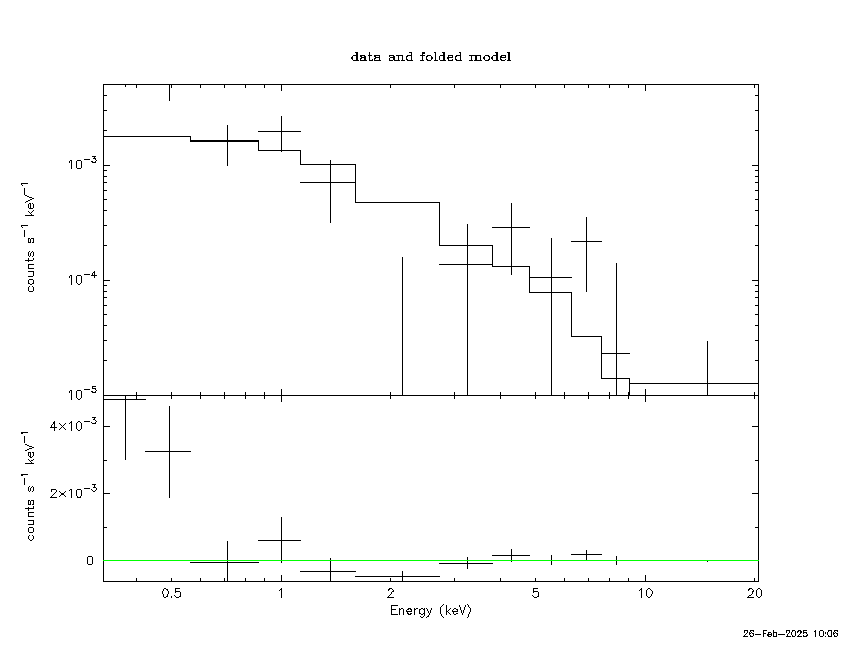 data and folded model
10⁻³
10⁻⁴
10⁻⁵
counts s⁻¹ keV⁻¹
4×10⁻³
2×10⁻³
0
counts s⁻¹ keV⁻¹
0.5 1 2 5 10 20
Energy (keV)
26-Feb-2025 10:06